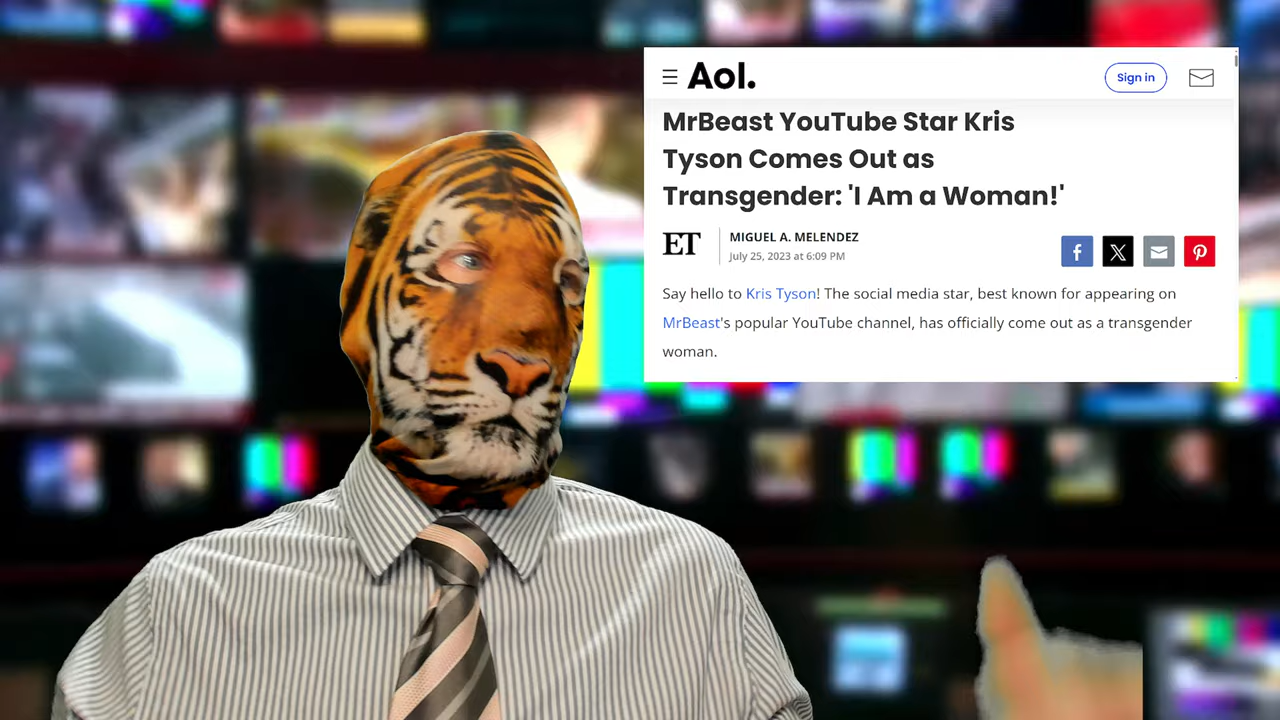 Aol.
Sign in
MrBeast YouTube Star Kris
Tyson Comes Out as
Transgender: 'I Am a Woman!'
ET
MIGUEL A. MELENDEZ
July 25, 2023 at 6:09 PM
Say hello to Kris Tyson! The social media star, best known for appearing on
MrBeast's popular YouTube channel, has officially come out as a transgender
woman.